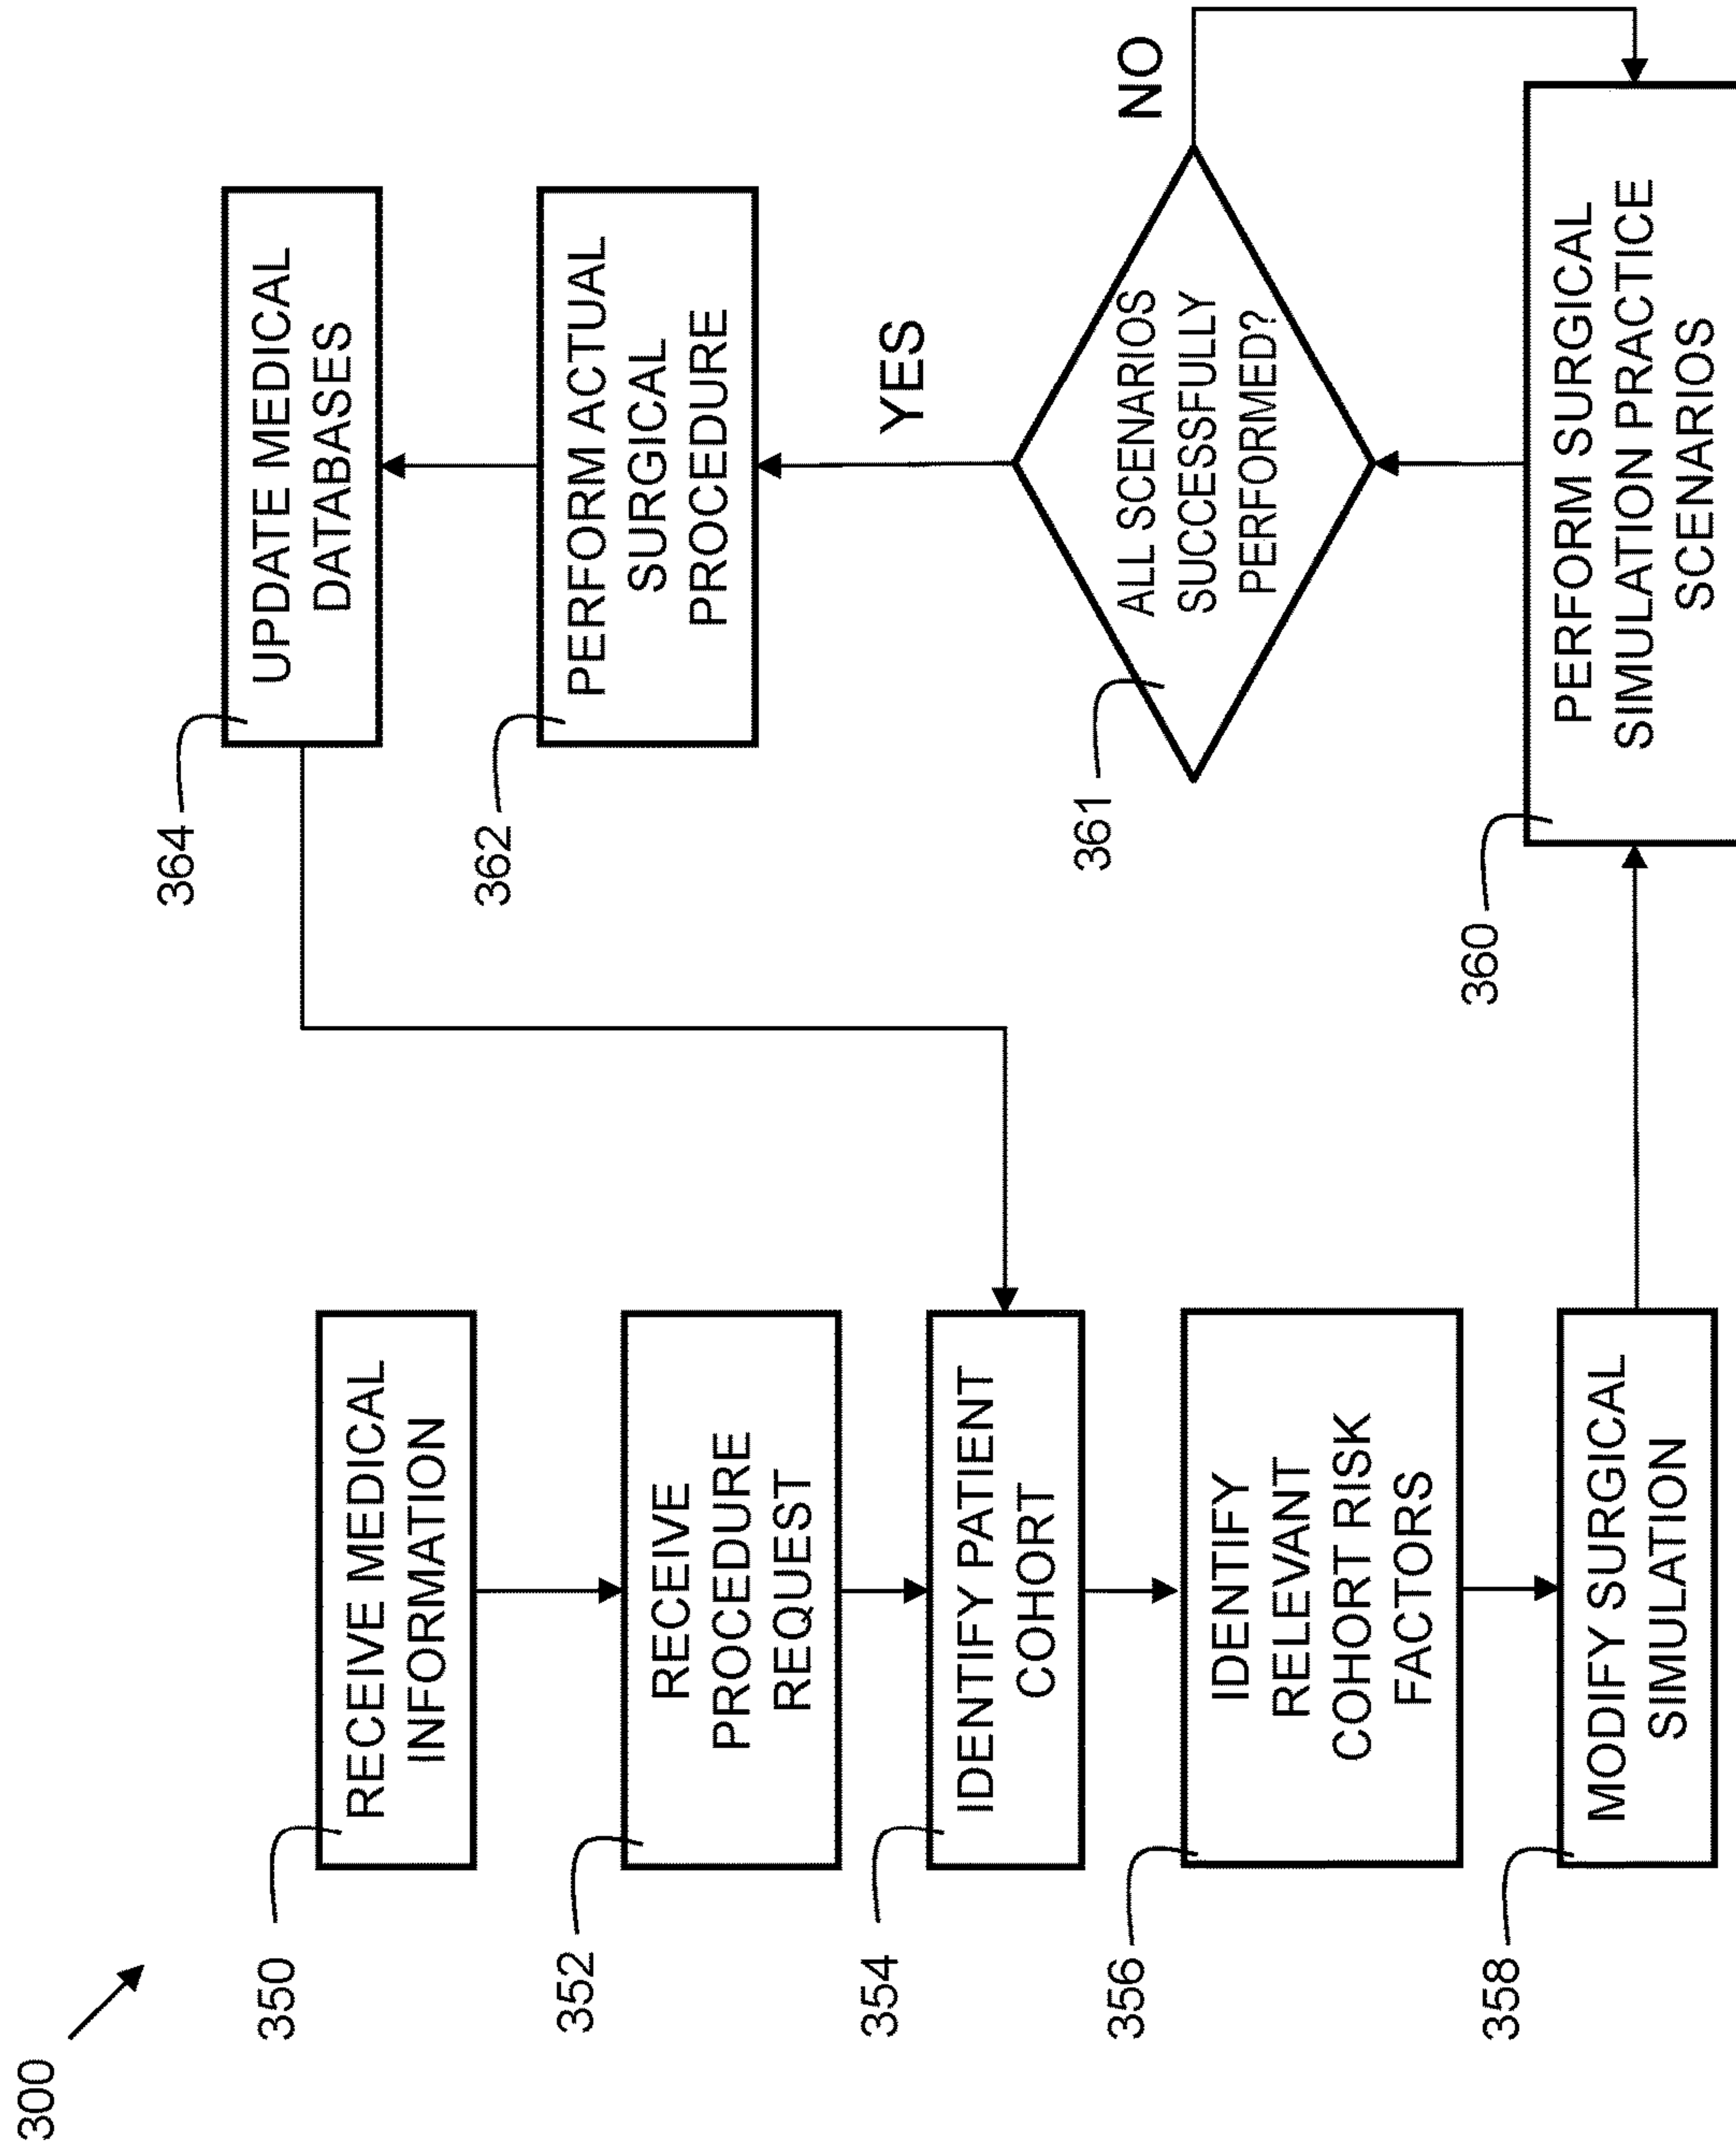 300
350
RECEIVE MEDICAL
INFORMATION
352
RECEIVE
PROCEDURE
REQUEST
354
IDENTIFY PATIENT
COHORT
356
IDENTIFY
RELEVANT
COHORT RISK
FACTORS
358
MODIFY SURGICAL
SIMULATION
360
PERFORM SURGICAL
SIMULATION PRACTICE
SCENARIOS
361
ALL SCENARIOS
SUCCESSFULLY
PERFORMED?
NO
YES
362
PERFORM ACTUAL
SURGICAL
PROCEDURE
364
UPDATE MEDICAL
DATABASES